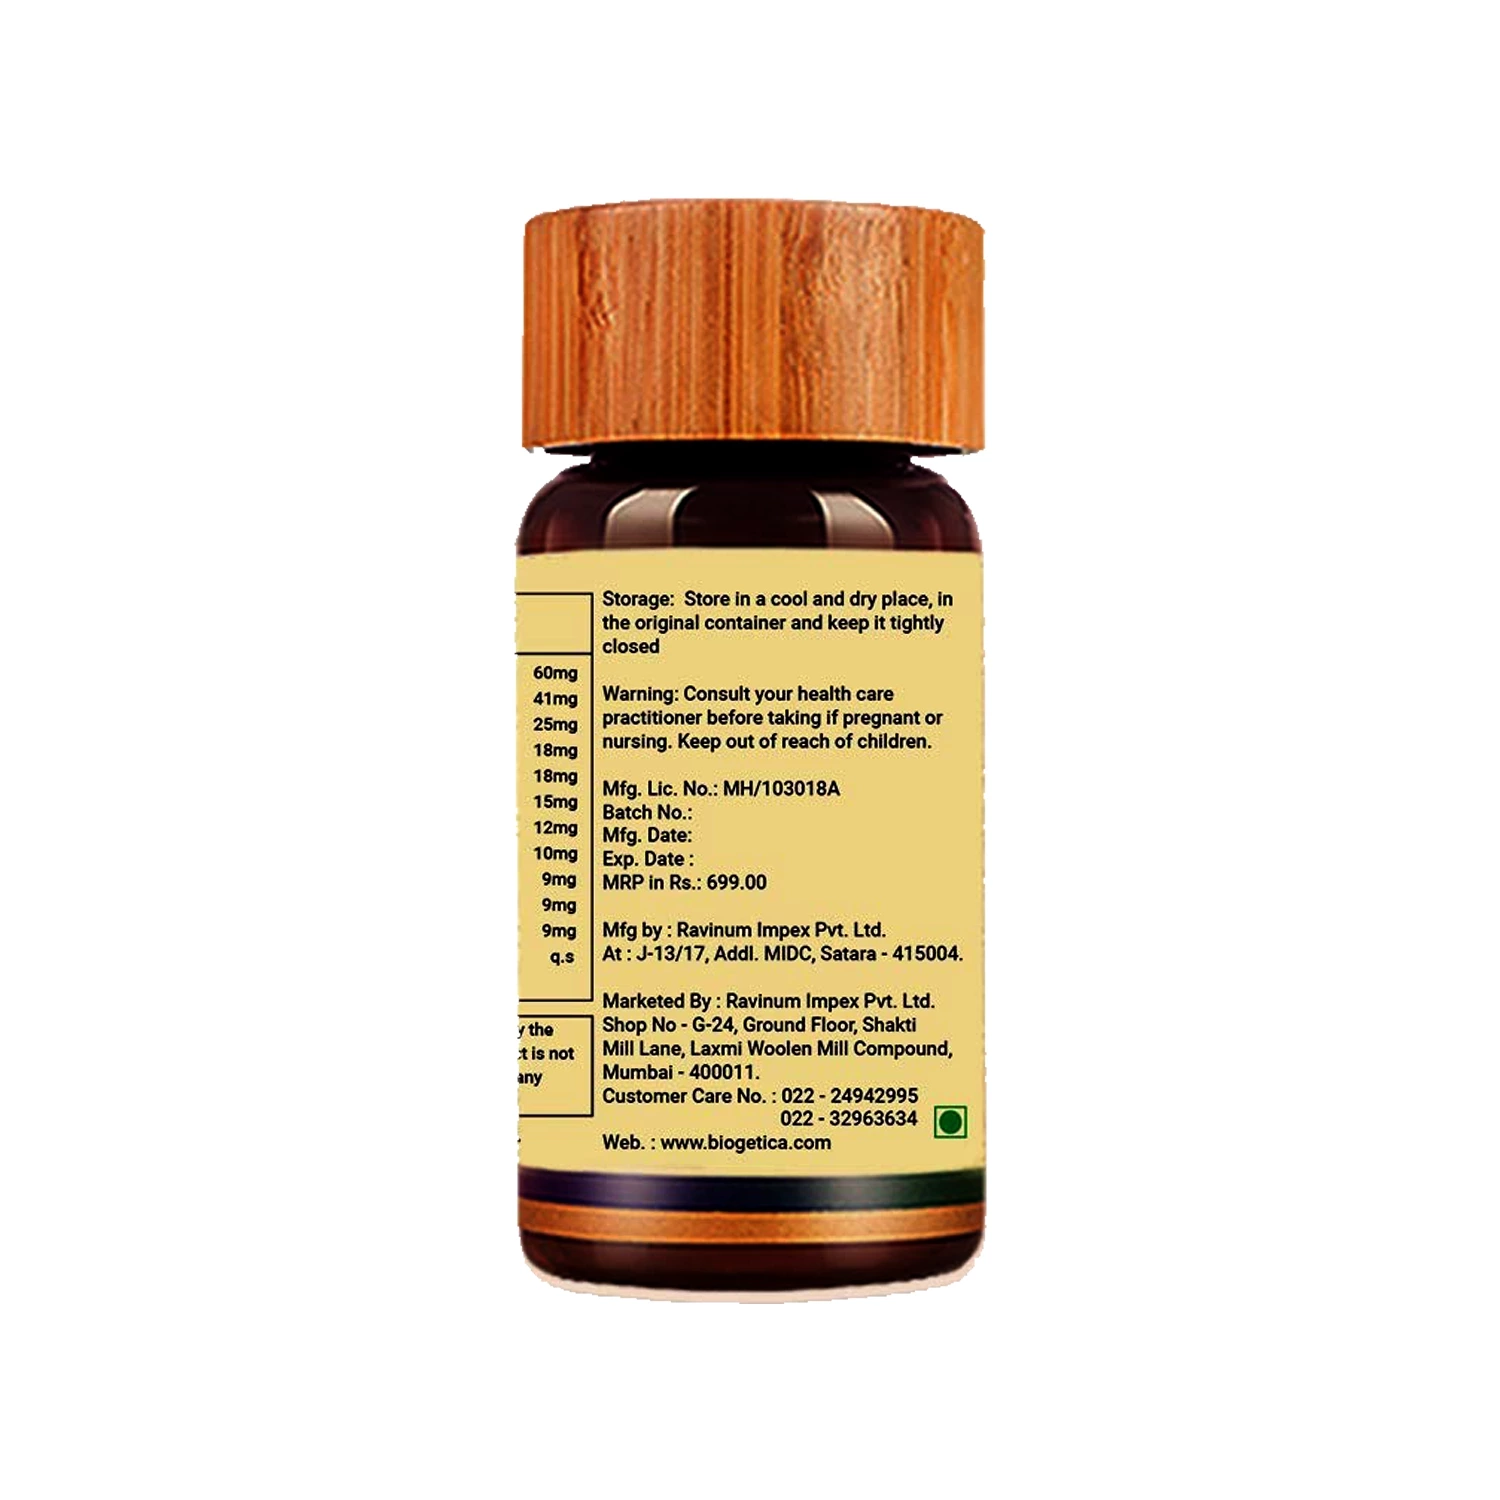 60mg
41mg
25mg
18mg
18mg
15mg
12mg
10mg
9mg
9mg
9mg
q.s
the
is not
any
Storage: Store in a cool and dry place, in
the original container and keep it tightly
closed
Warning: Consult your health care
practitioner before taking if pregnant or
nursing. Keep out of reach of children.
Mfg. Lic. No.: MH/103018A
Batch No.:
Mfg. Date:
Exp. Date :
MRP in Rs.: 699.00
Mfg by : Ravinum Impex Pvt. Ltd.
At : J-13/17, Addl. MIDC, Satara - 415004.
Marketed By : Ravinum Impex Pvt. Ltd.
Shop No - G-24, Ground Floor, Shakti
Mill Lane, Laxmi Woolen Mill Compound,
Mumbai - 400011.
Customer Care No. : 022 - 24942995
022 - 32963634
Web. : www.biogetica.com